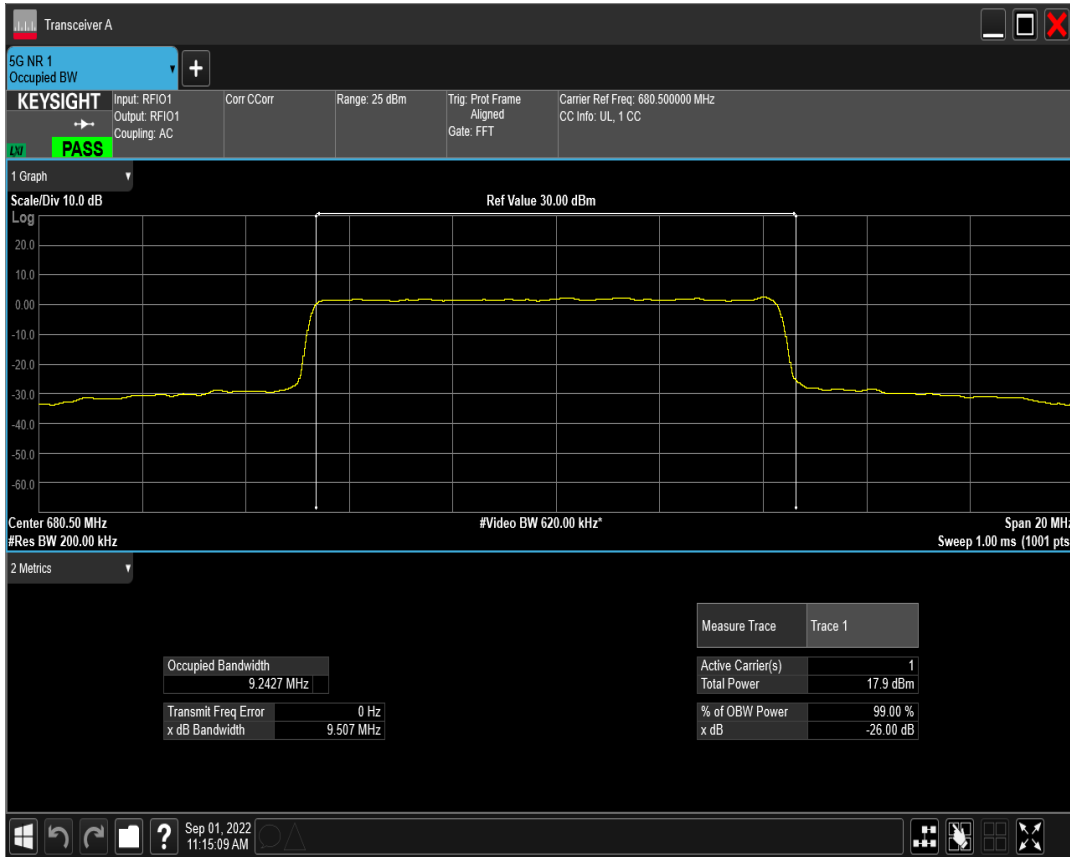 Transceiver A
5G NR 1
Occupied BW
KEYSIGHT
LXI
PASS
Input: RFIO1
Output: RFIO1
Coupling: AC
Corr CCorr
Range: 25 dBm
Trig: Prot Frame
Aligned
Gate: FFT
Carrier Ref Freq: 680.500000 MHz
CC Info: UL, 1 CC
1 Graph
Scale/Div 10.0 dB
Ref Value 30.00 dBm
Log
20.0
10.0
0.00
-10.0
-20.0
-30.0
-40.0
-50.0
-60.0
Center 680.50 MHz
#Video BW 620.00 kHz*
Span 20 MHz
#Res BW 200.00 kHz
Sweep 1.00 ms (1001 pts
2 Metrics
Measure Trace Trace 1
Occupied Bandwidth
9.2427 MHz
Active Carrier(s) 1
Total Power 17.9 dBm
Transmit Freq Error 0 Hz
x dB Bandwidth 9.507 MHz
% of OBW Power 99.00 %
x dB -26.00 dB
?
Sep 01, 2022
11:15:09 AM